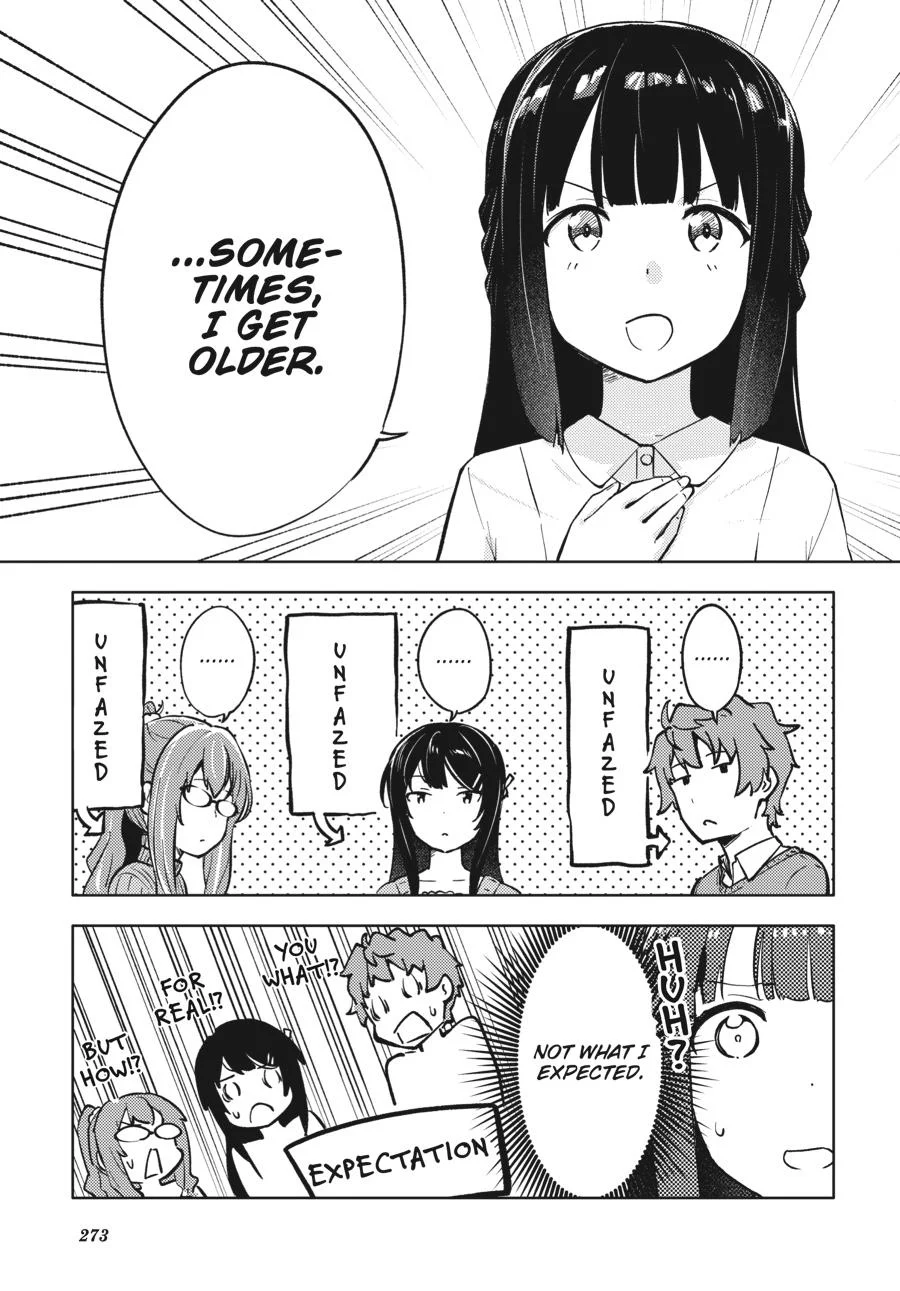 ...SOME-
TIMES,
I GET
OLDER.
......
UNFAZED
......
UNFAZED
......
UNFAZED
HUH?
NOT WHAT I
EXPECTED.
YOU
WHAT!?
FOR
REAL!?
BUT
HOW!?
EXPECTATION
273